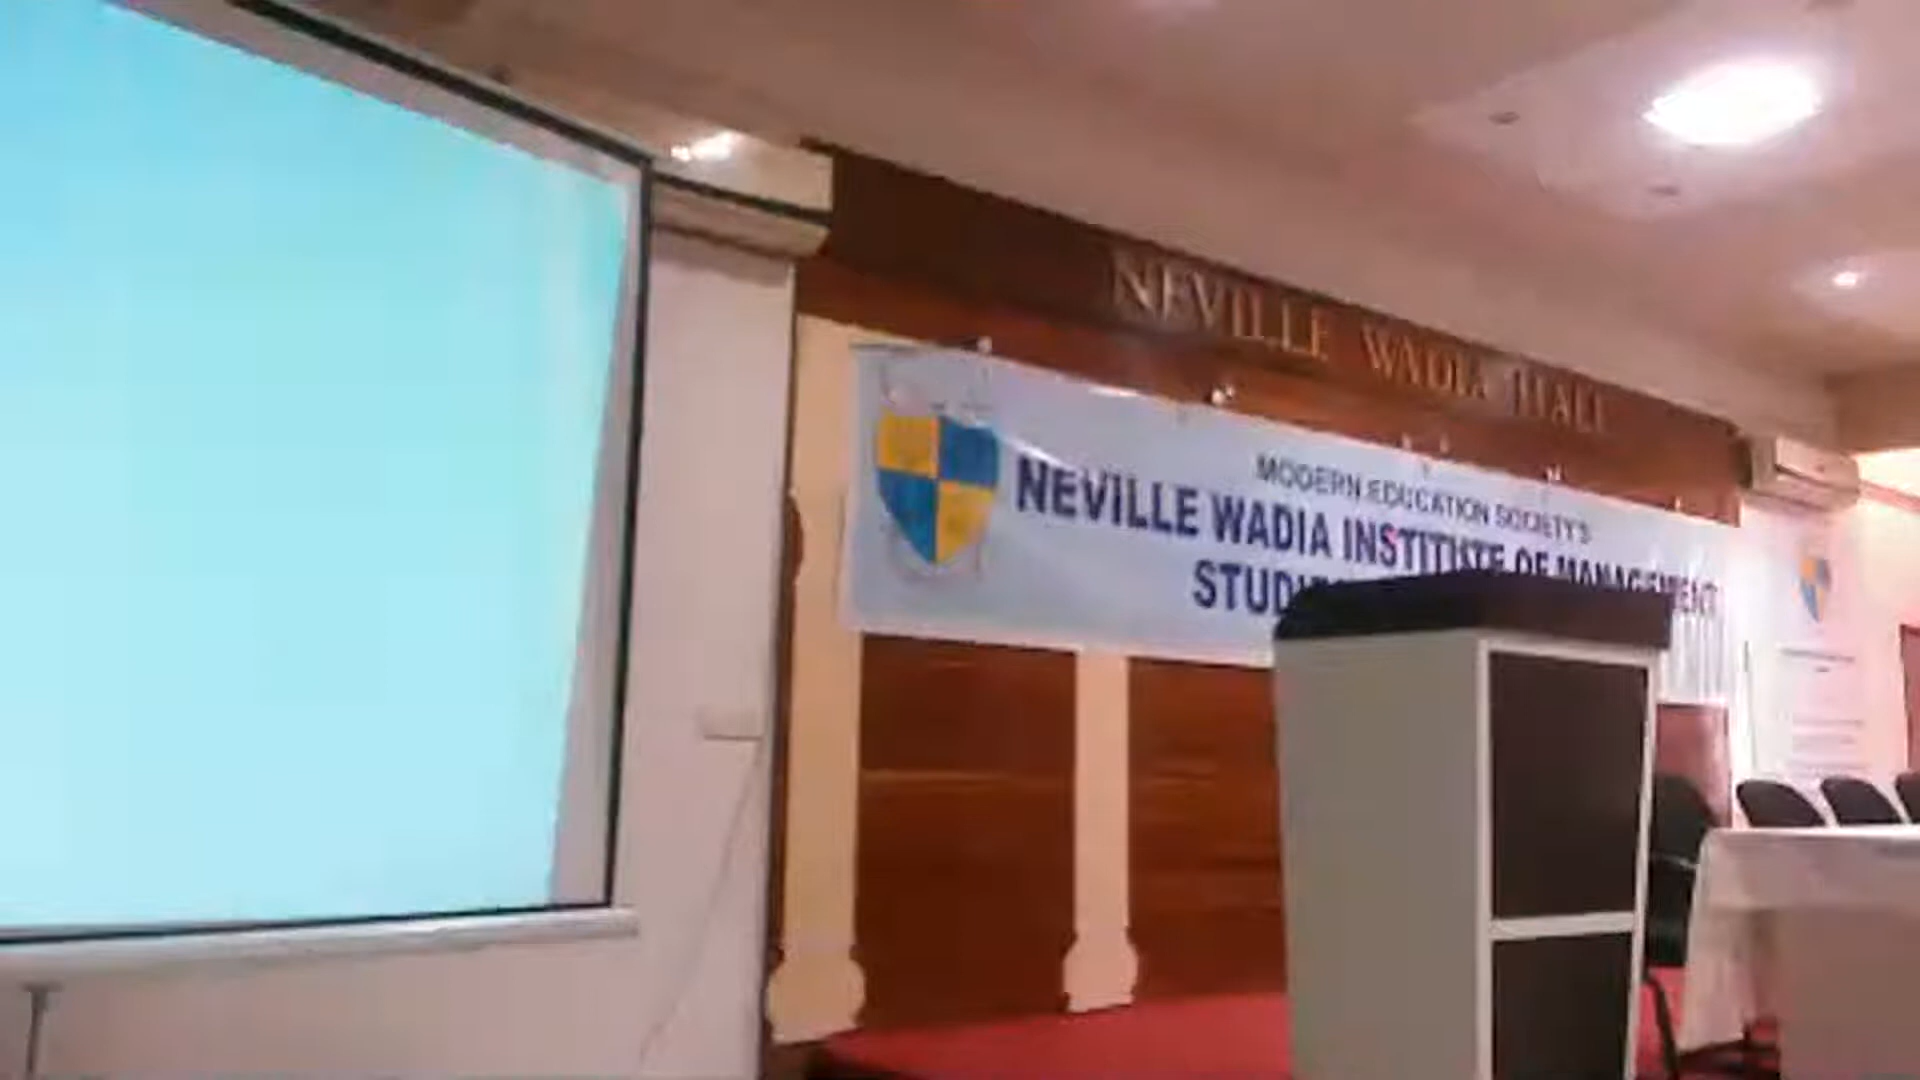 NEVILLE WADIA HALL
MODERN EDUCATION SOCIETY'S
NEVILLE WADIA INSTITUTE OF MANAGEMENT